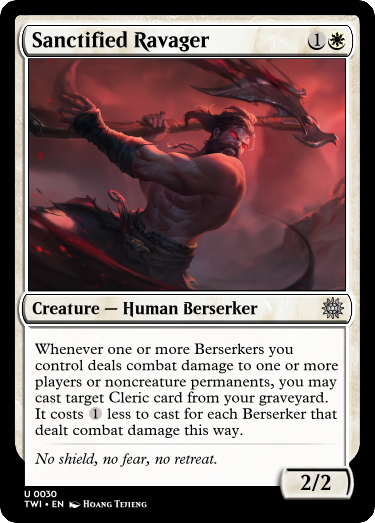 Sanctified Ravager 1
Creature — Human Berserker
Whenever one or more Berserkers you
control deals combat damage to one or more
players or noncreature permanents, you may
cast target Cleric card from your graveyard.
It costs 1 less to cast for each Berserker that
dealt combat damage this way.
No shield, no fear, no retreat.
2/2
U 0030
TWI • EN Hoang Tejieng